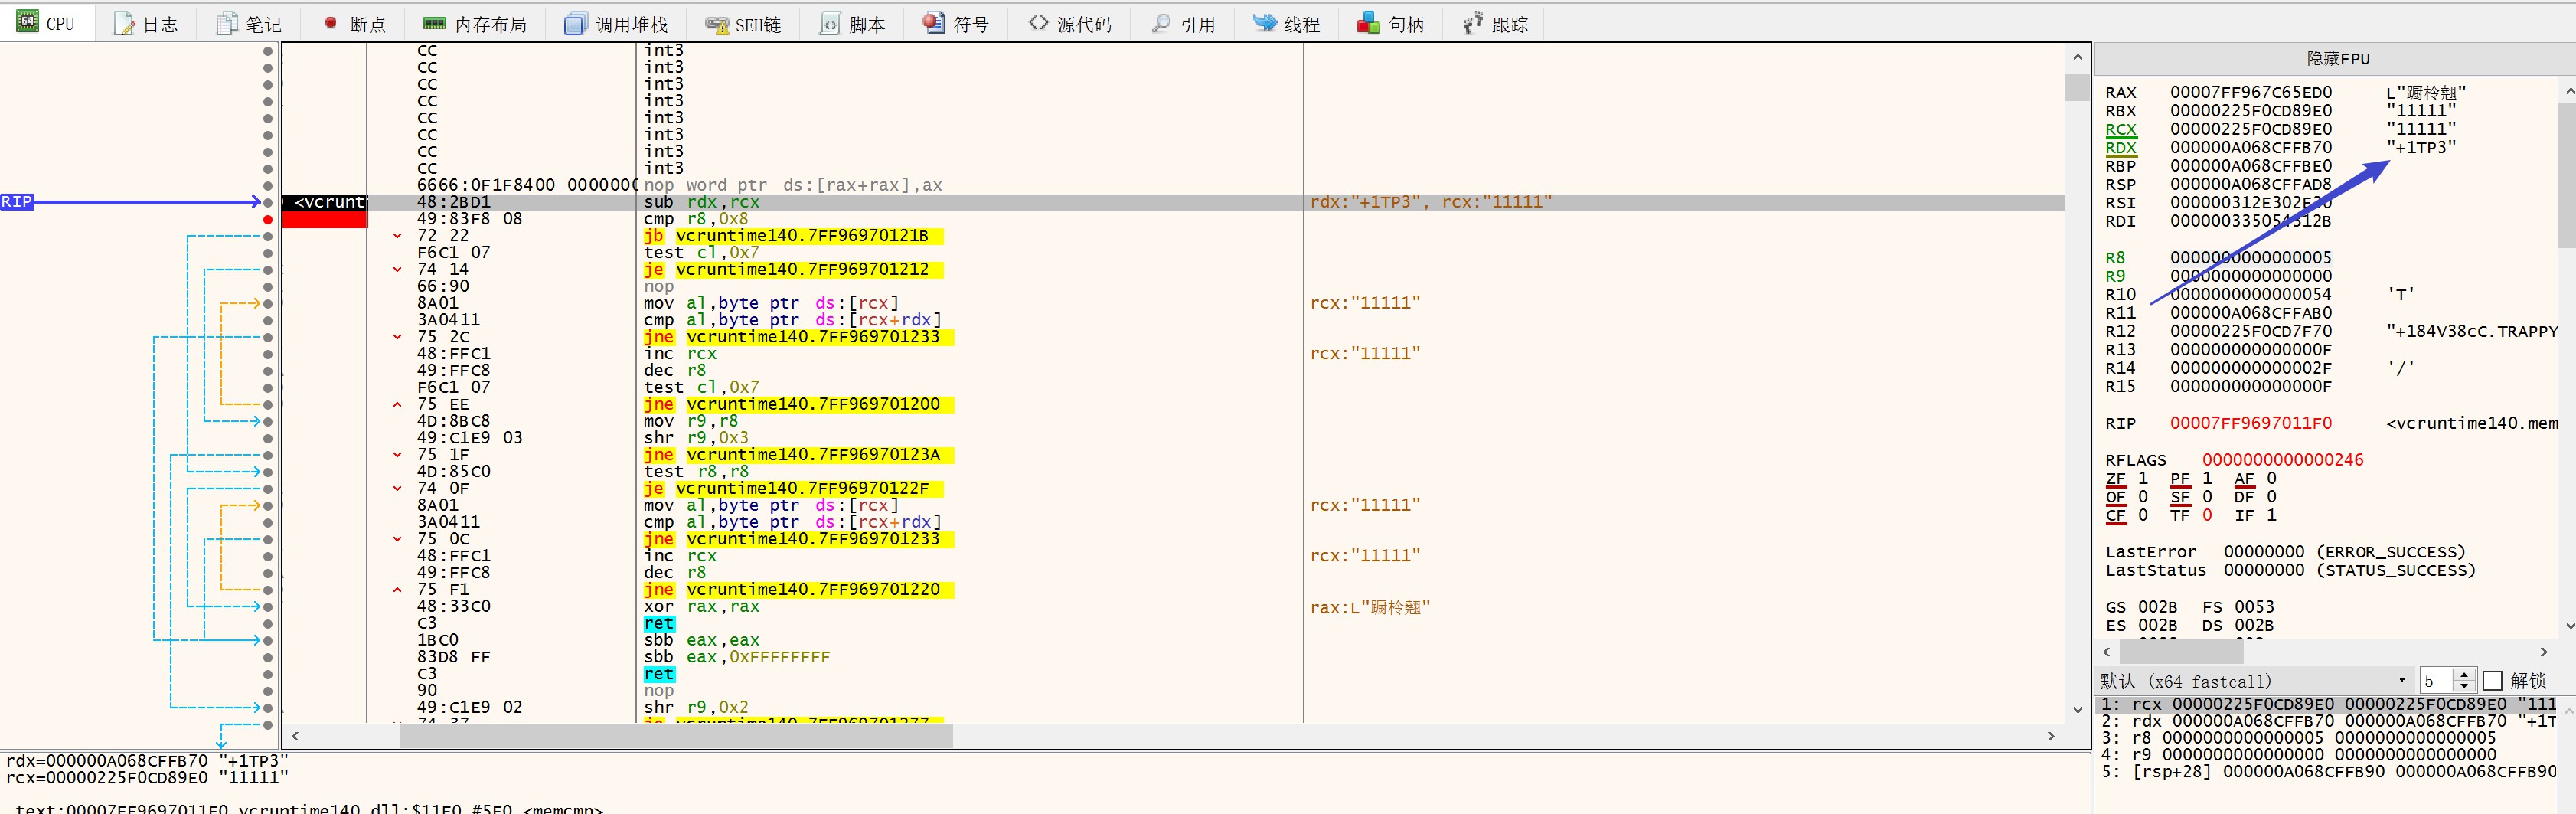 CPU 日志 笔记 断点 内存布局 调用堆栈 SEH链 脚本 符号 源代码 引用 线程 句柄 跟踪
CC int3
CC int3
CC int3
CC int3
CC int3
CC int3
CC int3
CC int3
6666:0F1F8400 0000000 nop word ptr ds:[rax+rax],ax
RIP <vcrunt 48:2BD1 sub rdx,rcx rdx:"+1TP3", rcx:"11111"
49:83F8 08 cmp r8,0x8
72 22 jb vcruntime140.7FF96970121B
F6C1 07 test cl,0x7
74 14 je vcruntime140.7FF969701212
66:90 nop
8A01 mov al,byte ptr ds:[rcx] rcx:"11111"
3A0411 cmp al,byte ptr ds:[rcx+rdx]
75 2C jne vcruntime140.7FF969701233
48:FFC1 inc rcx rcx:"11111"
49:FFC8 dec r8
F6C1 07 test cl,0x7
75 EE jne vcruntime140.7FF969701200
4D:8BC8 mov r9,r8
49:C1E9 03 shr r9,0x3
75 1F jne vcruntime140.7FF96970123A
4D:85C0 test r8,r8
74 0F je vcruntime140.7FF96970122F
8A01 mov al,byte ptr ds:[rcx] rcx:"11111"
3A0411 cmp al,byte ptr ds:[rcx+rdx]
75 0C jne vcruntime140.7FF969701233
48:FFC1 inc rcx rcx:"11111"
49:FFC8 dec r8
75 F1 jne vcruntime140.7FF969701220
48:33C0 xor rax,rax rax:L"蹰柃翹"
C3 ret
1BC0 sbb eax,eax
83D8 FF sbb eax,0xFFFFFFFF
C3 ret
90 nop
49:C1E9 02 shr r9,0x2
74 37 je vcruntime140.7FF969701277
rdx=000000A068CFFB70 "+1TP3"
rcx=00000225F0CD89E0 "11111"
.text:00007FF9697011F0 vcruntime140.dll:$11F0 #5F0 <memcmp>
隐藏FPU
RAX 00007FF967C65ED0 L"蹰柃翹"
RBX 00000225F0CD89E0 "11111"
RCX 00000225F0CD89E0 "11111"
RDX 000000A068CFFB70 "+1TP3"
RBP 000000A068CFFBE0
RSP 000000A068CFFAD8
RSI 000000312E302E30
RDI 000000335054312B
R8 0000000000000005
R9 0000000000000000
R10 0000000000000054 'T'
R11 000000A068CFFAB0
R12 00000225F0CD7F70 "+184V38cC.TRAPPY
R13 000000000000000F
R14 000000000000002F '/'
R15 000000000000000F
RIP 00007FF9697011F0 <vcruntime140.mem
RFLAGS 0000000000000246
ZF 1 PF 1 AF 0
OF 0 SF 0 DF 0
CF 0 TF 0 IF 1
LastError 00000000 (ERROR_SUCCESS)
LastStatus 00000000 (STATUS_SUCCESS)
GS 002B FS 0053
ES 002B DS 002B
默认 (x64 fastcall) 5 解锁
1: rcx 00000225F0CD89E0 00000225F0CD89E0 "111
2: rdx 000000A068CFFB70 000000A068CFFB70 "+1T
3: r8 0000000000000005 0000000000000005
4: r9 0000000000000000 0000000000000000
5: [rsp+28] 000000A068CFFB90 000000A068CFFB90